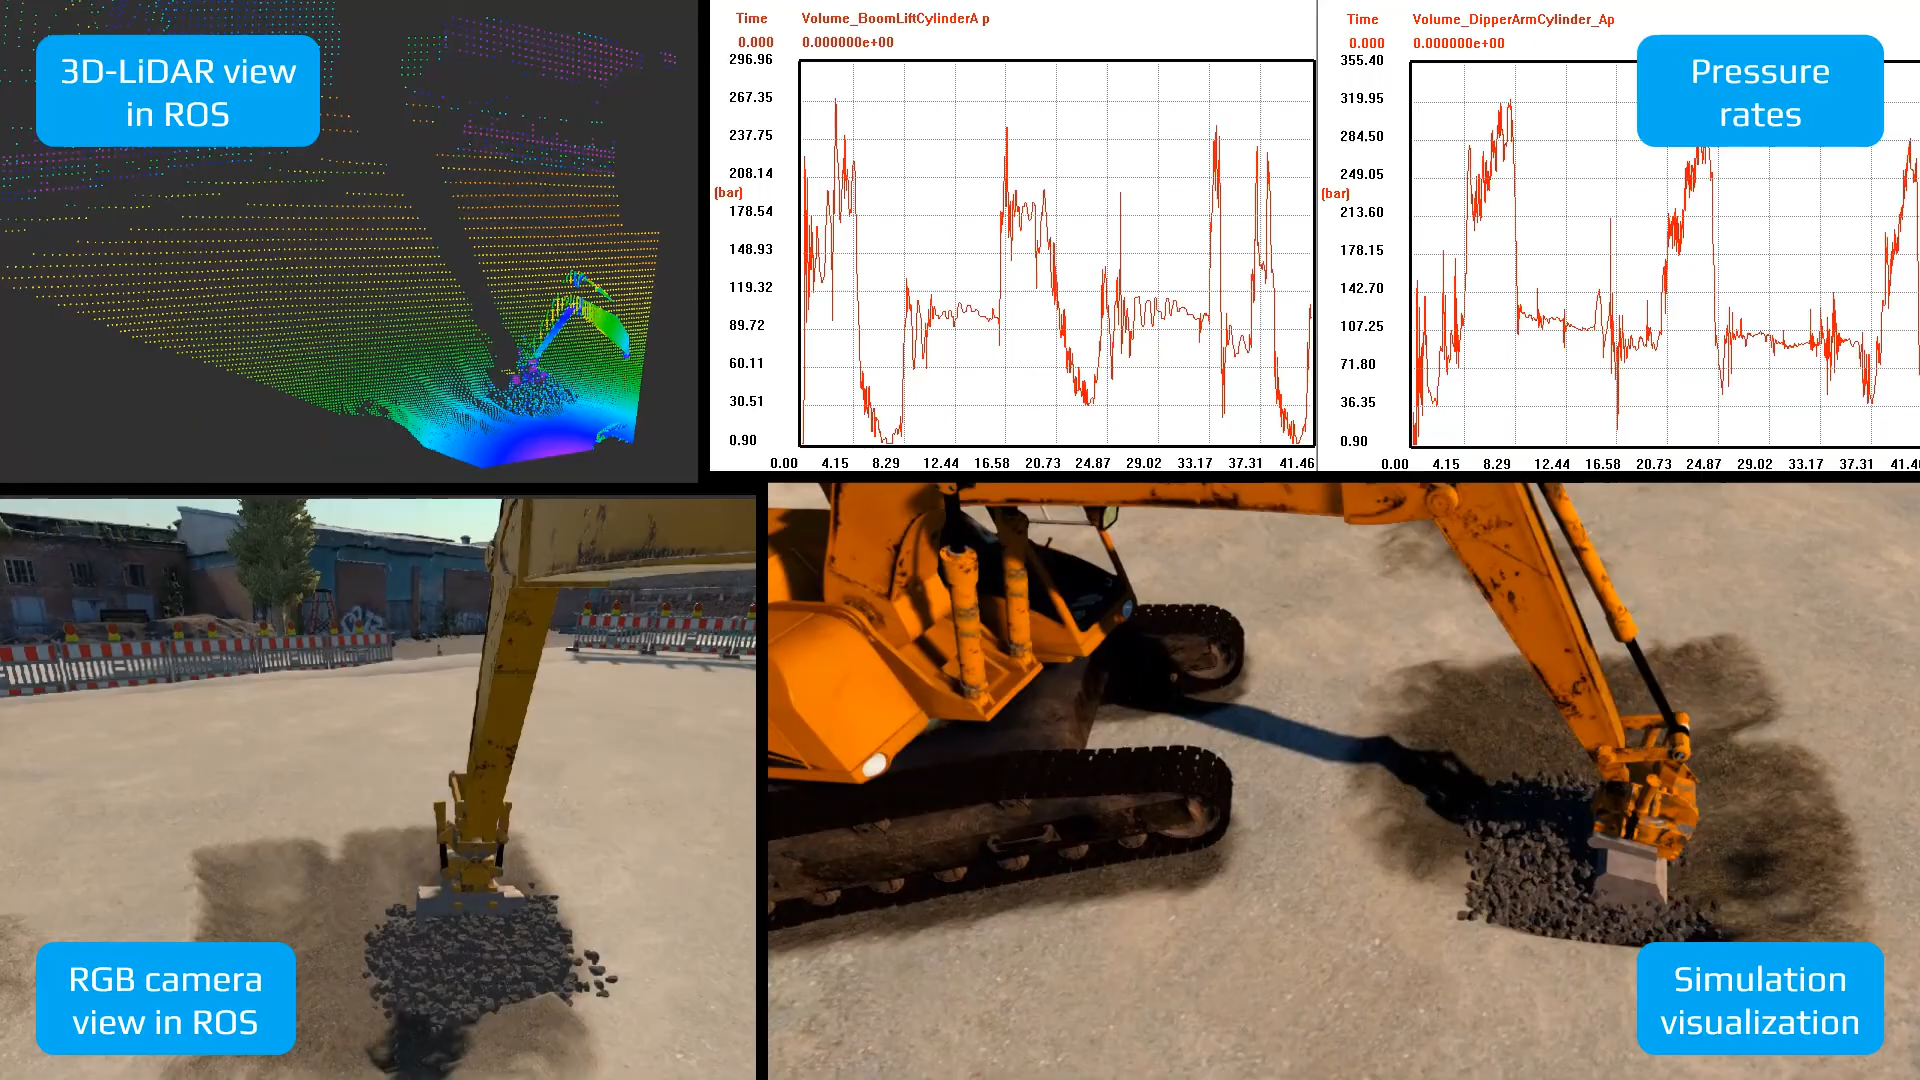 3D-LiDAR view
in ROS
Time Volume_BoomLiftCylinderA p
0.000 0.000000e+00
296.96
267.35
237.75
208.14
[bar]
178.54
148.93
119.32
89.72
60.11
30.51
0.90
0.00 4.15 8.29 12.44 16.58 20.73 24.87 29.02 33.17 37.31 41.46
Time Volume_DipperArmCylinder_Ap
0.000 0.000000e+00
355.40
319.95
284.50
249.05
[bar]
213.60
178.15
142.70
107.25
71.80
36.35
0.90
0.00 4.15 8.29 12.44 16.58 20.73 24.87 29.02 33.17 37.31
Pressure
rates
RGB camera
view in ROS
Simulation
visualization